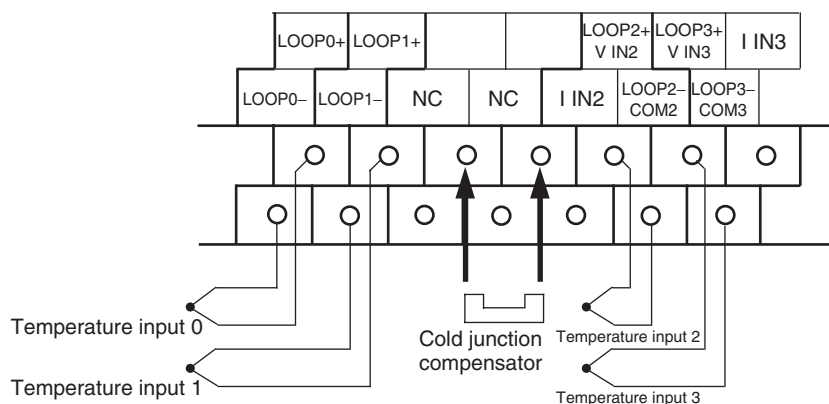 LOOP0+ LOOP1+ LOOP2+ LOOP3+ I IN3
V IN2 V IN3
LOOP0– LOOP1– NC NC I IN2 LOOP2– LOOP3–
COM2 COM3
Temperature input 0
Cold junction
compensator
Temperature input 2
Temperature input 1
Temperature input 3